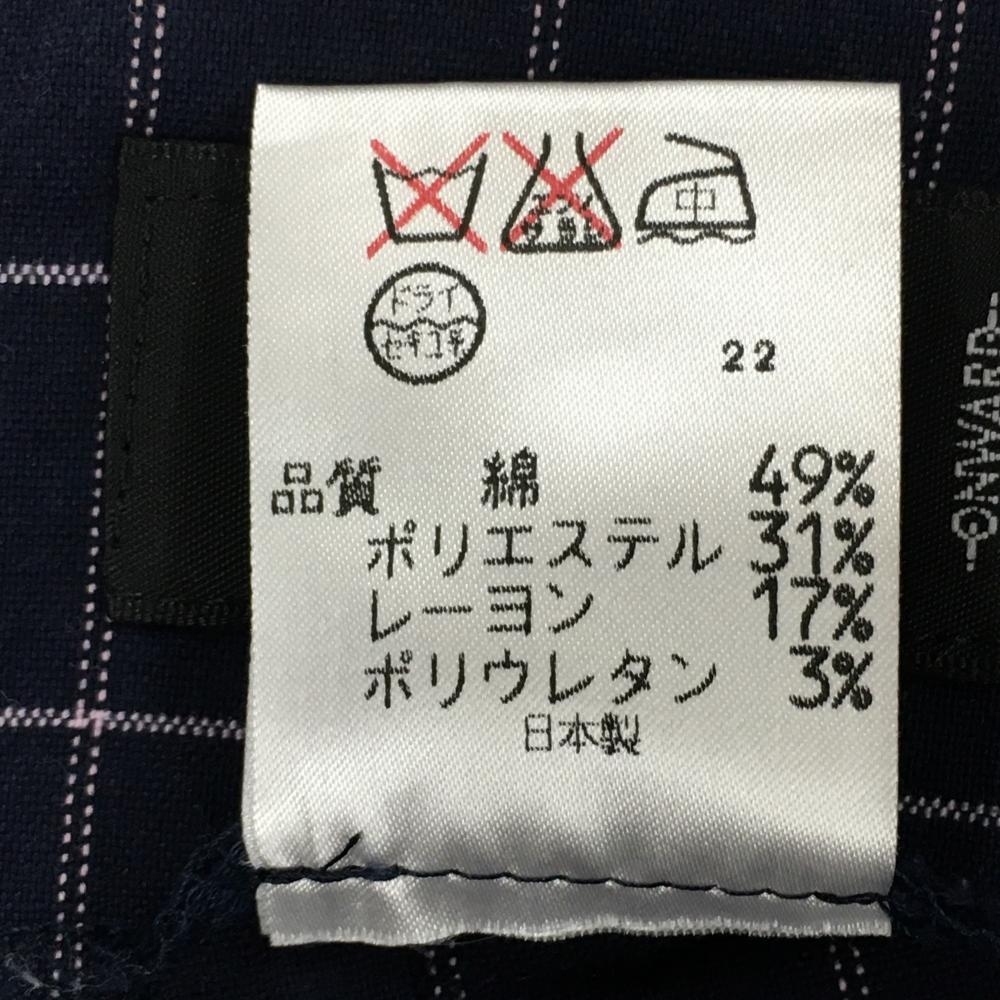 中
ドライ
セキユ系
22
品質 綿 49%
ポリエステル 31%
レーヨン 17%
ポリウレタン 3%
日本製